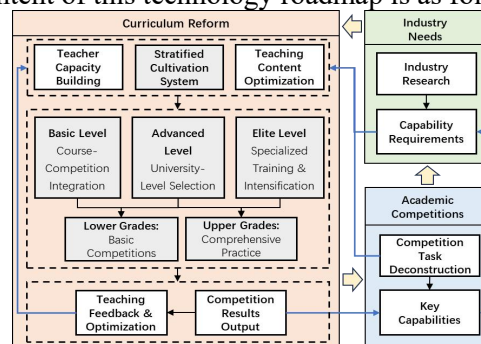 ntent of this technology roadmap is as fo
Curriculum Reform
Teacher
Capacity
Building
Stratified
Cultivation
System
Teaching
Content
Optimization
Basic Level
Course-
Competition
Integration
Advanced
Level
University-
Level Selection
Elite Level
Specialized
Training &
Intensification
Lower Grades:
Basic
Competitions
Upper Grades:
Comprehensive
Practice
Teaching
Feedback &
Optimization
Competition
Results
Output
Industry
Needs
Industry
Research
Capability
Requirements
Academic
Competitions
Competition
Task
Deconstruction
Key
Capabilities